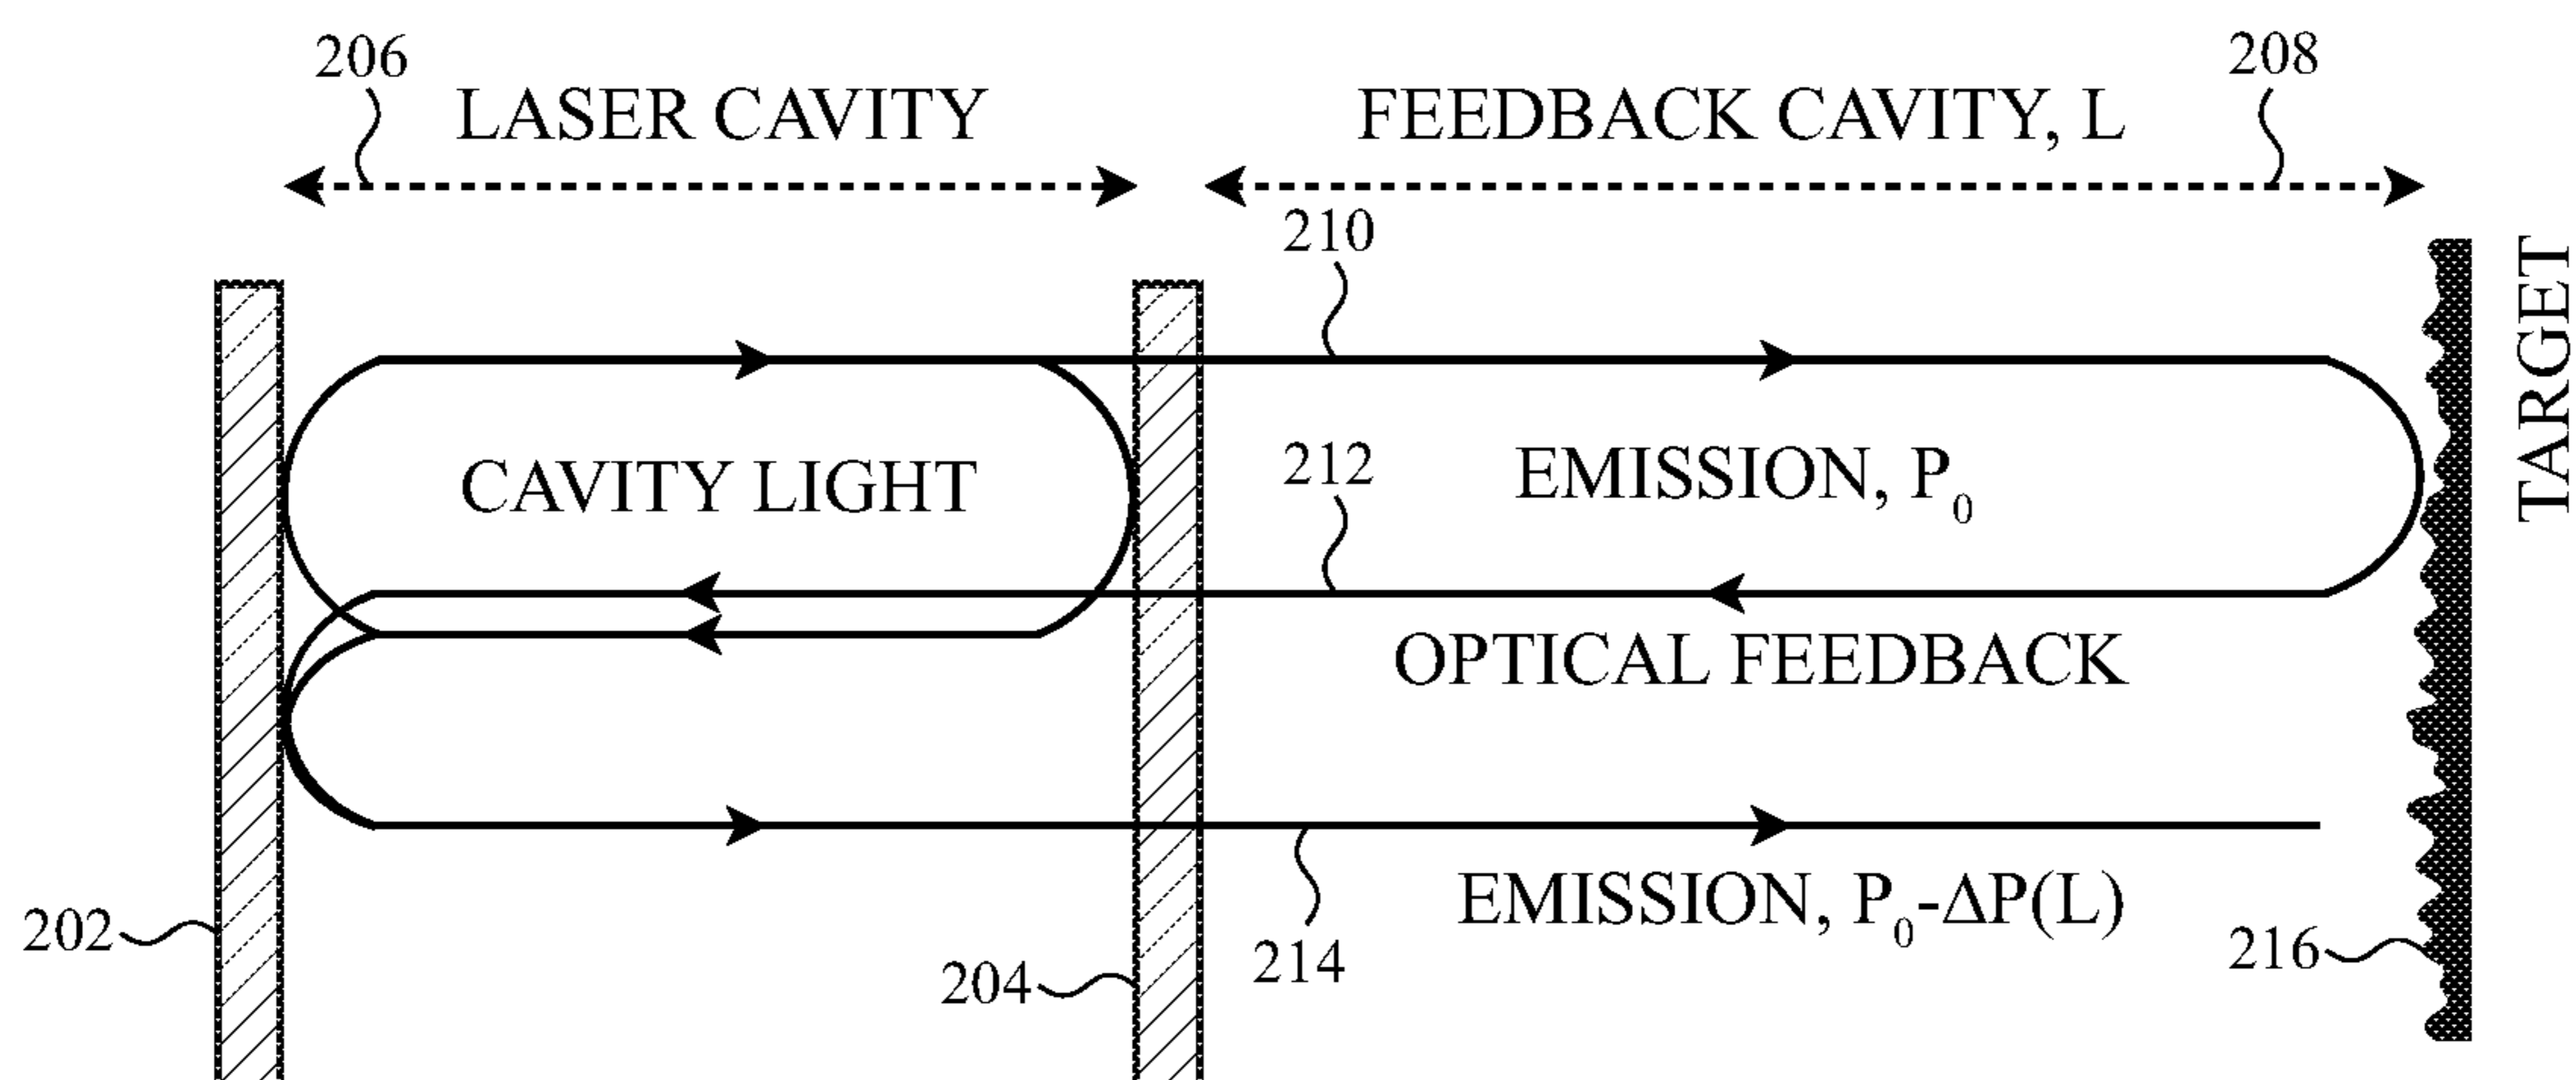 206
LASER CAVITY
208
FEEDBACK CAVITY, L
210
TARGET
CAVITY LIGHT
212
EMISSION, P₀
OPTICAL FEEDBACK
202
204
214
EMISSION, P₀-ΔP(L)
216